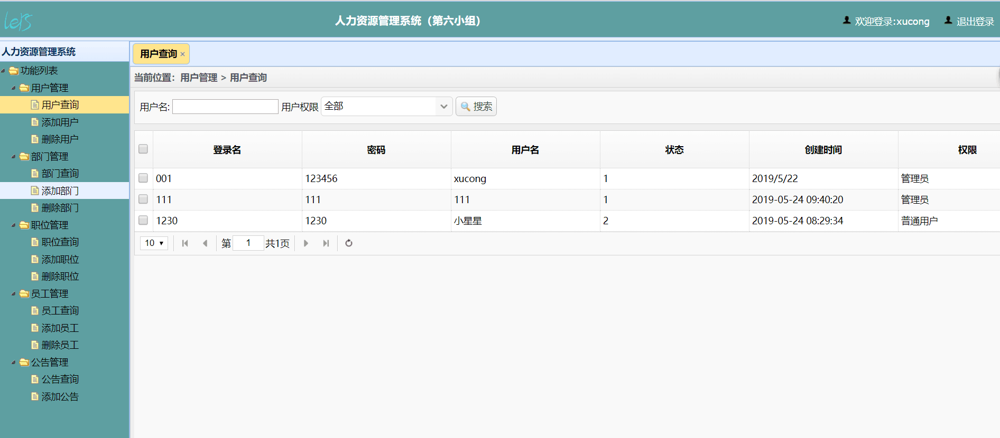 lers
人力资源管理系统（第六小组）
欢迎登录:xucong 退出登录
人力资源管理系统
功能列表
用户管理
用户查询
添加用户
删除用户
部门管理
部门查询
添加部门
删除部门
职位管理
职位查询
添加职位
删除职位
员工管理
员工查询
添加员工
删除员工
公告管理
公告查询
添加公告
用户查询 ×
当前位置：用户管理 > 用户查询
用户名: 用户权限 全部 搜索
登录名 密码 用户名 状态 创建时间 权限
001 123456 xucong 1 2019/5/22 管理员
111 111 111 1 2019-05-24 09:40:20 管理员
1230 1230 小星星 2 2019-05-24 08:29:34 普通用户
10 第 1 共1页